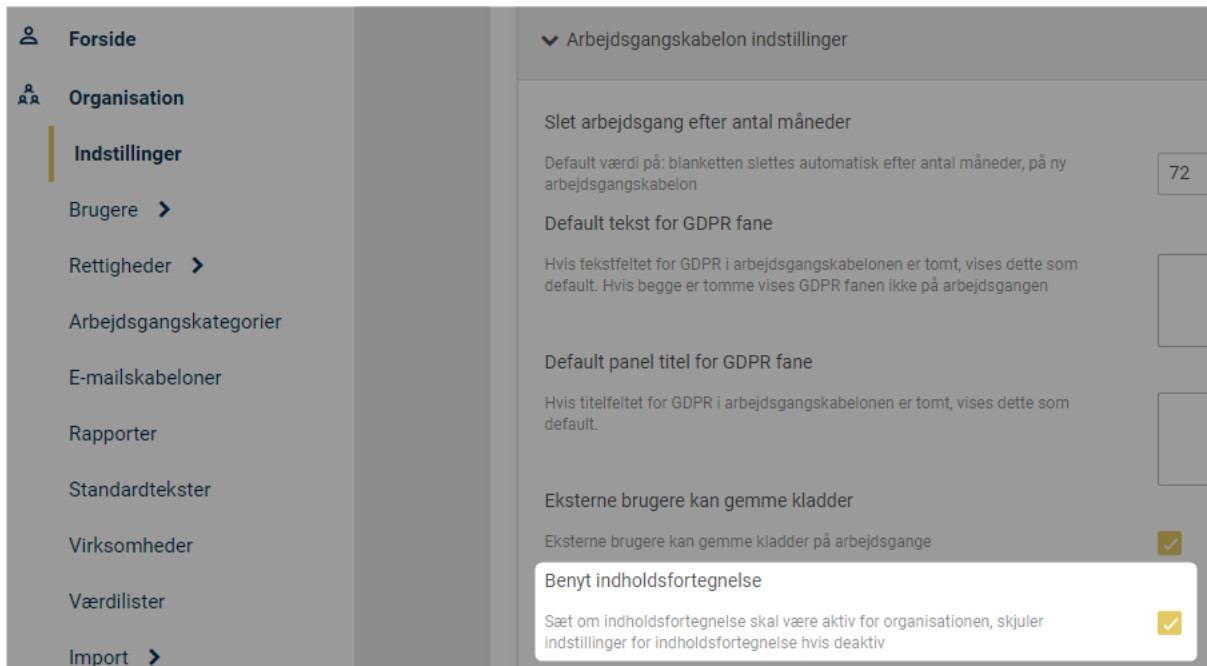 Forside
Organisation
Indstillinger
Brugere
Rettigheder
Arbejdsgangskategorier
E-mailskabeloner
Rapporter
Standardtekster
Virksomheder
Værdilister
Import
Arbejdsgangskabelon indstillinger
Slet arbejdsgang efter antal måneder
Default værdi på: blanketten slettes automatisk efter antal måneder, på ny
arbejdsgangskabelon
72
Default tekst for GDPR fane
Hvis tekstfeltet for GDPR i arbejdsgangskabelonen er tomt, vises dette som
default. Hvis begge er tomme vises GDPR fanen ikke på arbejdsgangen
Default panel titel for GDPR fane
Hvis titelfeltet for GDPR i arbejdsgangskabelonen er tomt, vises dette som
default.
Eksterne brugere kan gemme kladder
Eksterne brugere kan gemme kladder på arbejdsgange
Benyt indholdsfortegnelse
Sæt om indholdsfortegnelse skal være aktiv for organisationen, skjuler
indstillinger for indholdsfortegnelse hvis deaktiv